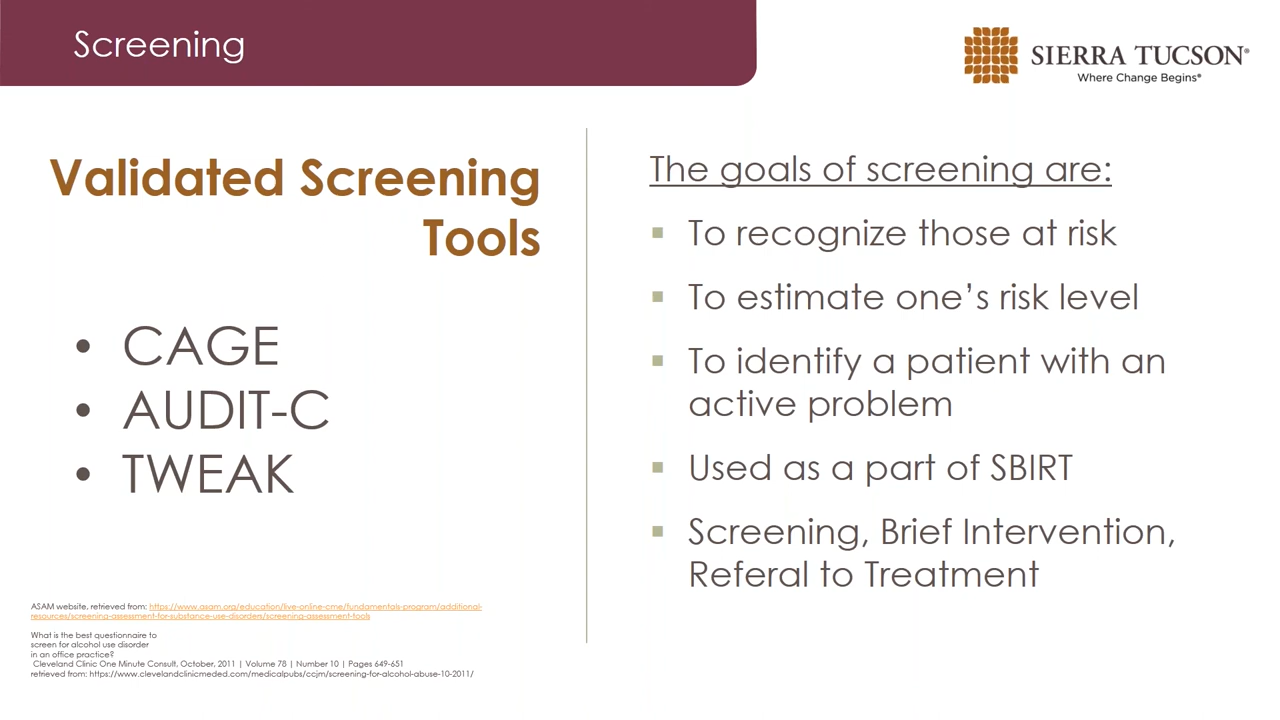 Screening
SIERRA TUCSON®
Where Change Begins®
Validated Screening
Tools
• CAGE
• AUDIT-C
• TWEAK
The goals of screening are:
▪ To recognize those at risk
▪ To estimate one’s risk level
▪ To identify a patient with an
active problem
▪ Used as a part of SBIRT
▪ Screening, Brief Intervention,
Referal to Treatment
ASAM website, retrieved from: https://www.asam.org/education/live-online-cme/fundamentals-program/additional-
resources/screening-assessment-for-substance-use-disorders/screening-assessment-tools
What is the best questionnaire to
screen for alcohol use disorder
in an office practice?
Cleveland Clinic One Minute Consult, October, 2011 | Volume 78 | Number 10 | Pages 649-651
retrieved from: https://www.clevelandclinicmeded.com/medicalpubs/ccjm/screening-for-alcohol-abuse-10-2011/